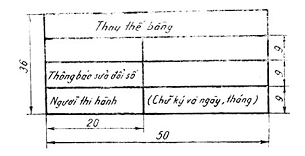 Thay thế bằng
Thông báo sửa đổi số
Người thi hành
(Chữ ký và ngày, tháng)
36
9
9
9
20
50